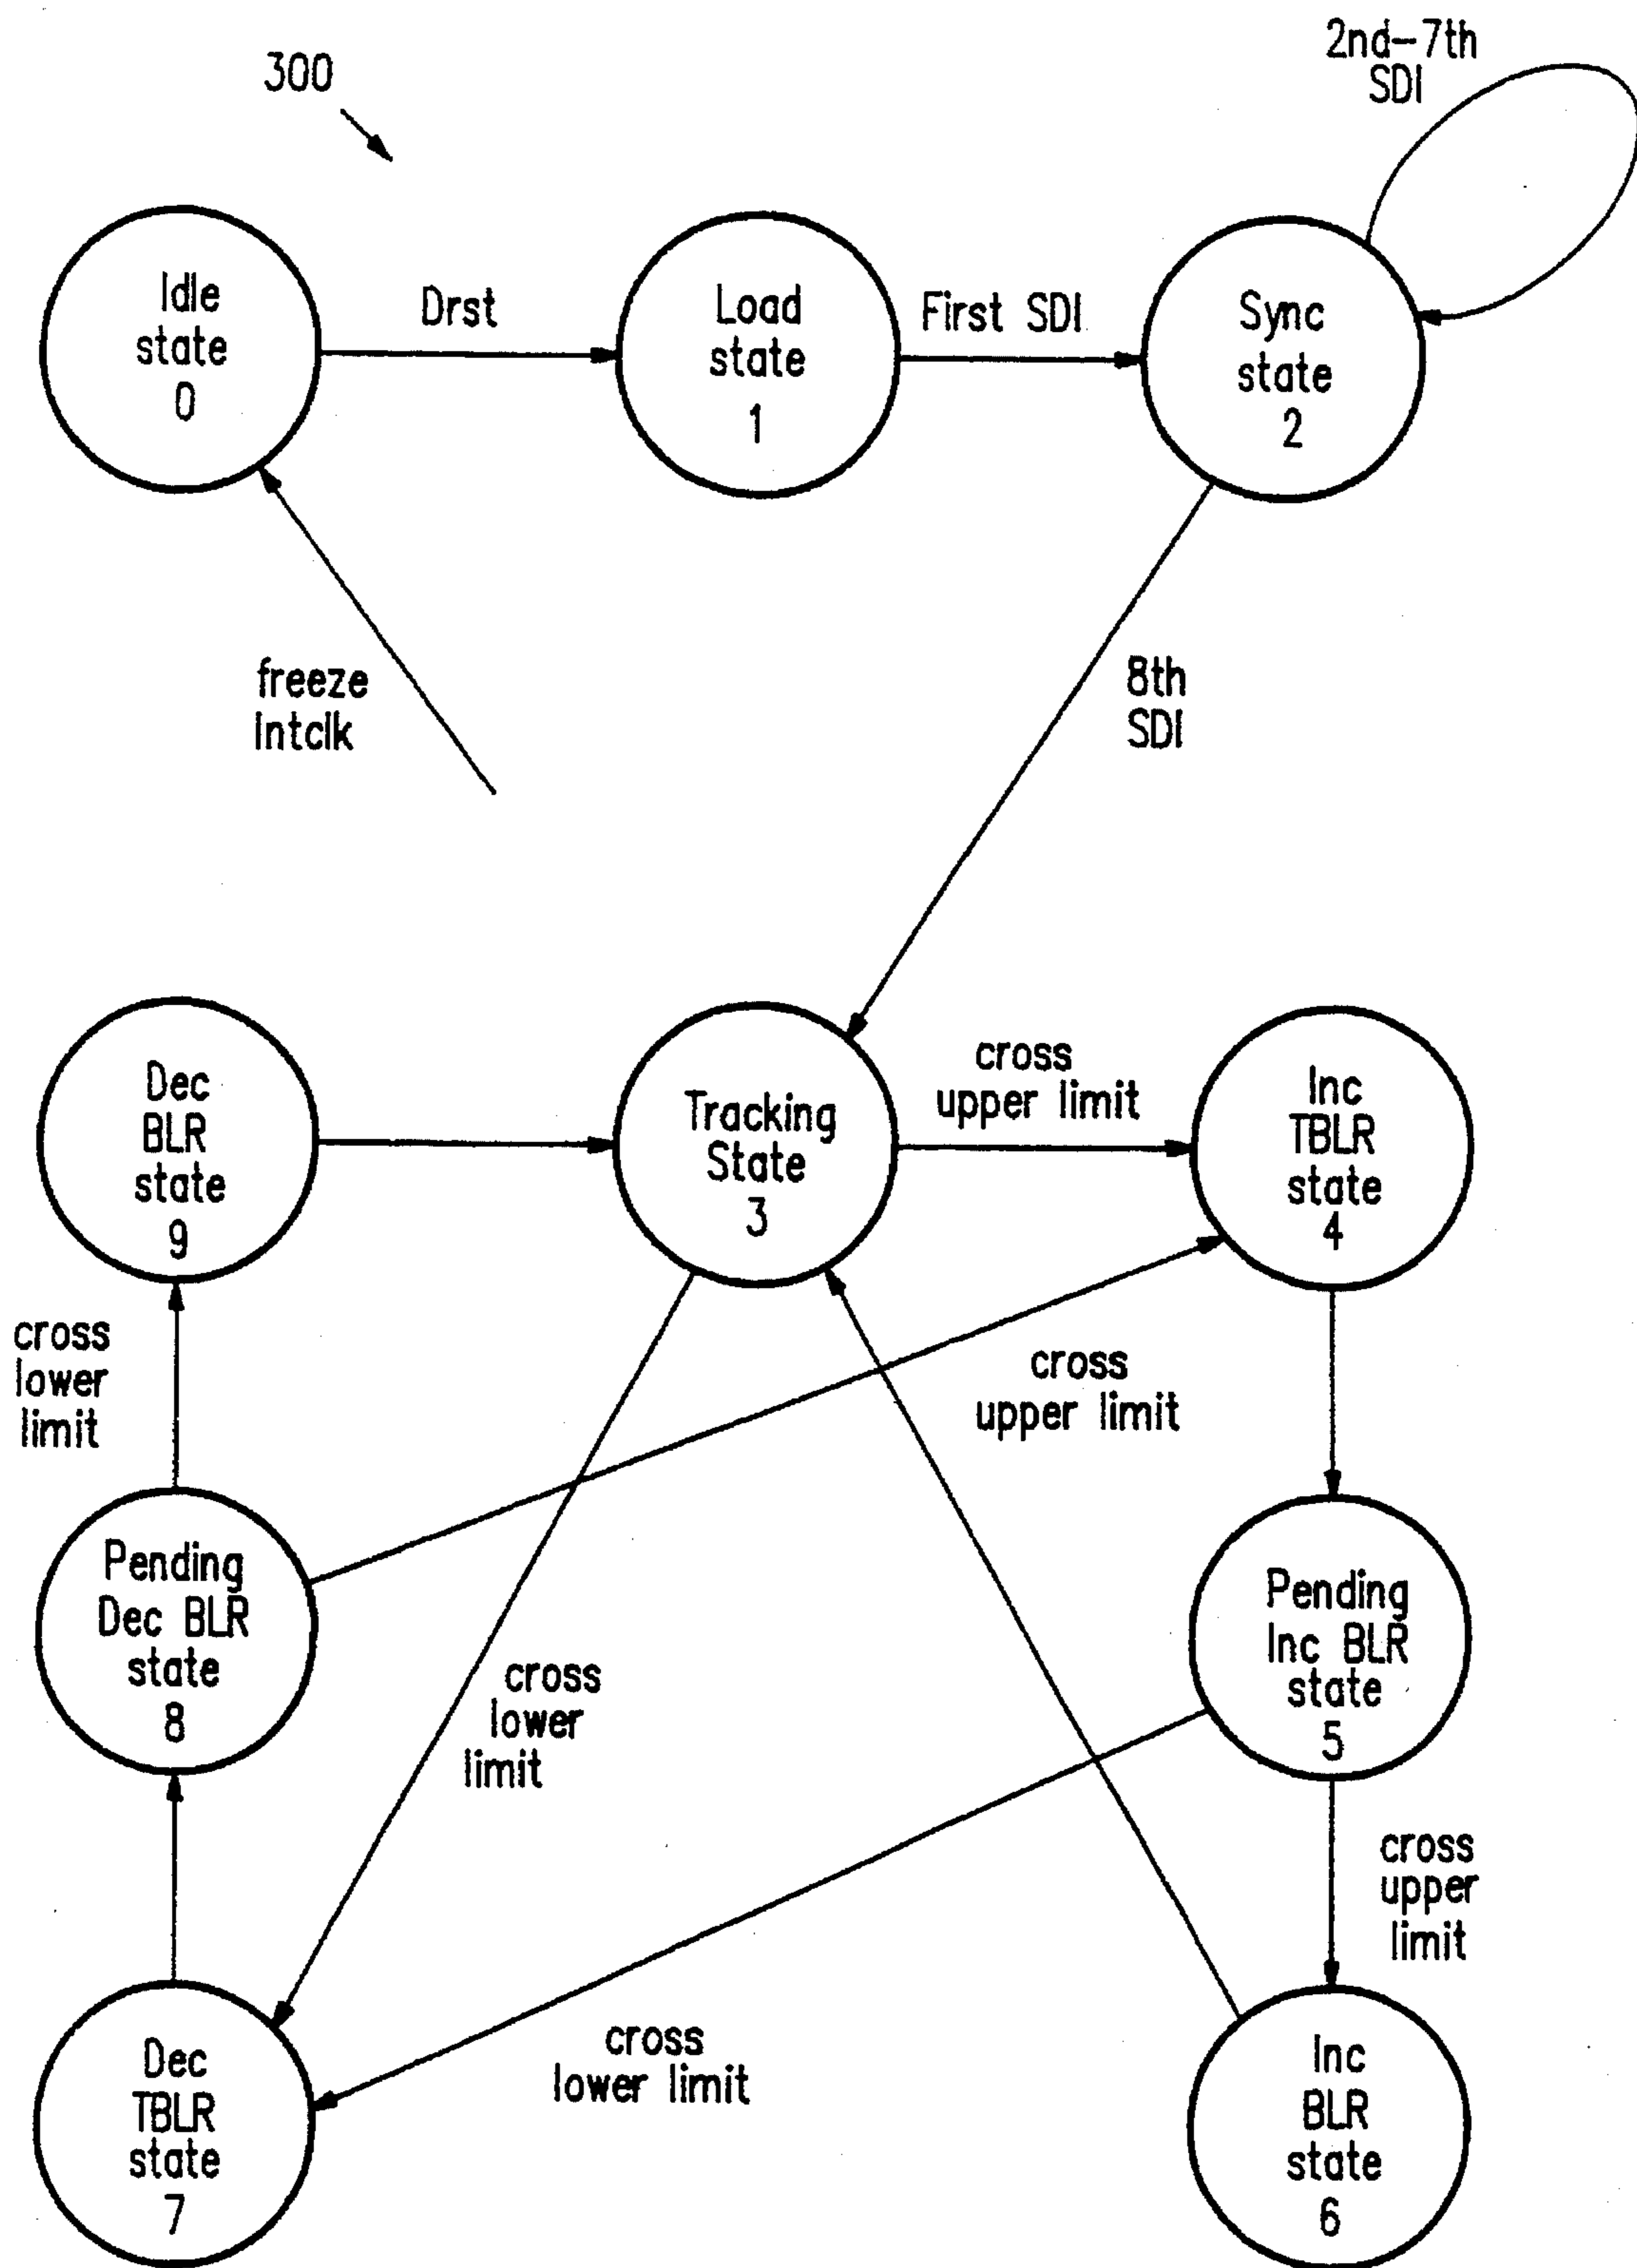 300
2nd-7th
SDI
Idle
state
0
Drst
Load
state
1
First SDI
Sync
state
2
freeze
Intclk
8th
SDI
Dec
BLR
state
9
Tracking
State
3
cross
upper limit
Inc
TBLR
state
4
cross
lower
limit
cross
upper limit
Pending
Dec BLR
state
8
cross
lower
limit
Pending
Inc BLR
state
5
cross
upper
limit
Dec
TBLR
state
7
cross
lower limit
Inc
BLR
state
6